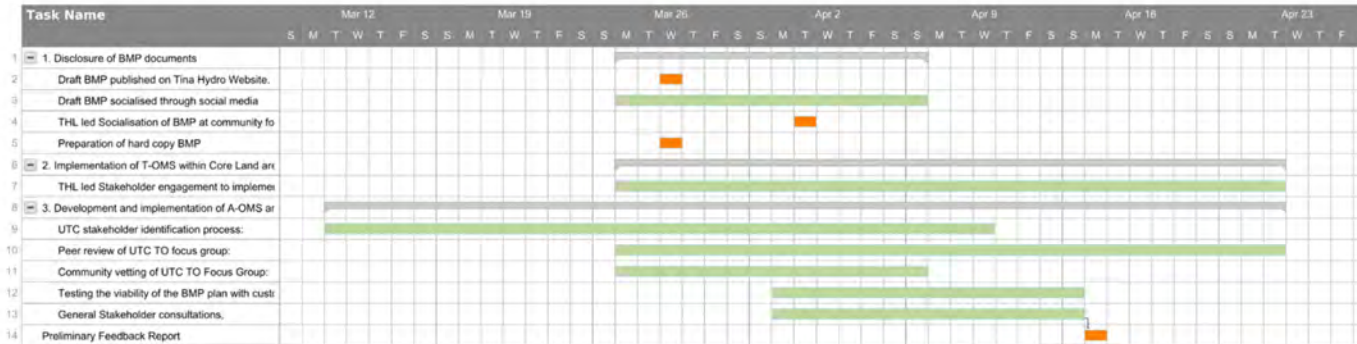 Task Name Mar 12 Mar 19 Mar 26 Apr 2 Apr 9 Apr 16 Apr 23
S M T W T F S S M T W T F S S M T W T F S S M T W T F S S M T W T F S S M T W T F S S M T W T F
1 1. Disclosure of BMP documents
2 Draft BMP published on Tina Hydro Website.
3 Draft BMP socialised through social media
4 THL led Socialisation of BMP at community fo
5 Preparation of hard copy BMP
6 2. Implementation of T-OMS within Core Land are
7 THL led Stakeholder engagement to implemen
8 3. Development and implementation of A-OMS ar
9 UTC stakeholder identification process:
10 Peer review of UTC TO focus group:
11 Community vetting of UTC TO Focus Group:
12 Testing the viability of the BMP plan with custo
13 General Stakeholder consultations,
14 Preliminary Feedback Report